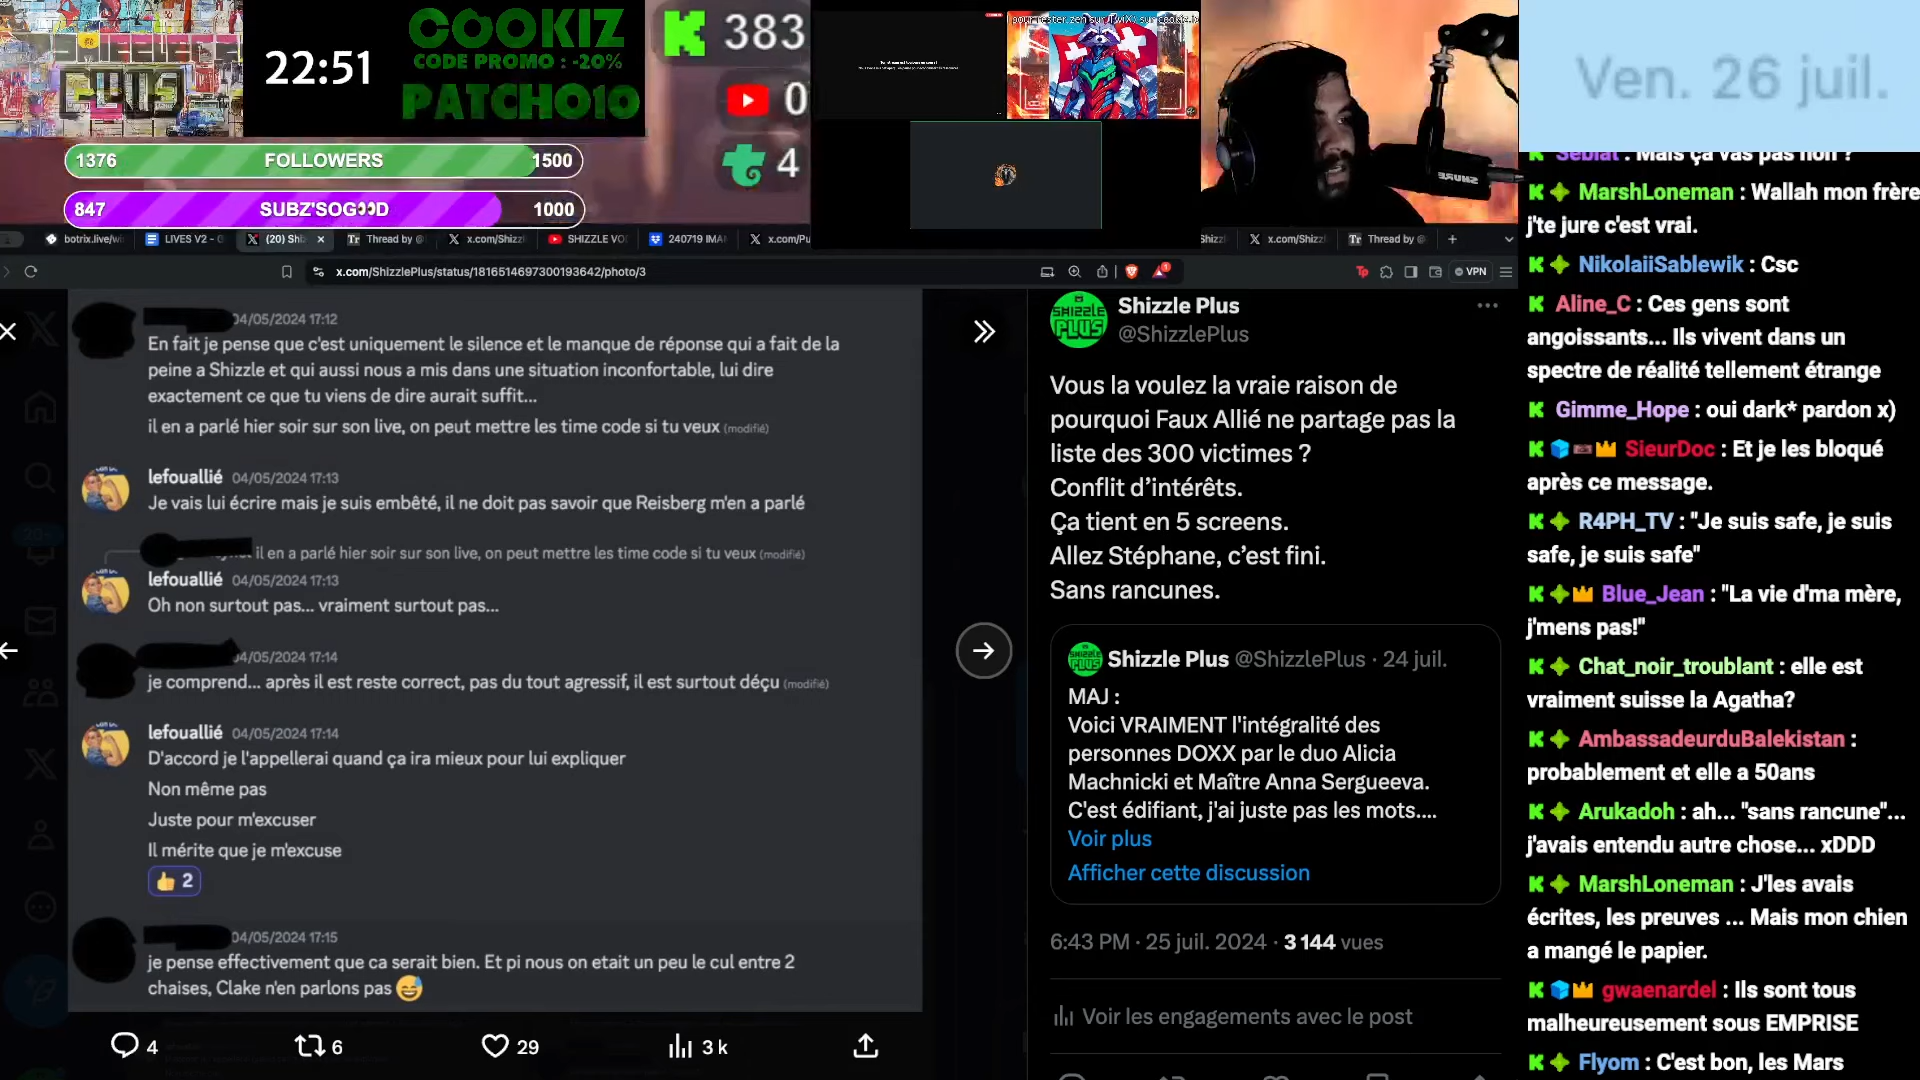 22:51
COOKIZ
CODE PROMO : -20%
PATCHO10
383
0
4
1376 FOLLOWERS 1500
847 SUBZ'SOG👀D 1000
pour rester zen sur TwiX) sur cookie.
SHURE
Ven. 26 juil.
botrix.live/wi
LIVES V2 - G
(20) Shi
Thread by @
x.com/Shizzl
SHIZZLE VO
240719 IMA
x.com/Pu
Shizzl
x.com/Shizzl
Thread by @
x.com/ShizzlePlus/status/1816514697300193642/photo/3
VPN
04/05/2024 17:12
En fait je pense que c'est uniquement le silence et le manque de réponse qui a fait de la
peine a Shizzle et qui aussi nous a mis dans une situation inconfortable, lui dire
exactement ce que tu viens de dire aurait suffit...
il en a parlé hier soir sur son live, on peut mettre les time code si tu veux (modifié)
lefouallié 04/05/2024 17:13
Je vais lui écrire mais je suis embêté, il ne doit pas savoir que Reisberg m'en a parlé
il en a parlé hier soir sur son live, on peut mettre les time code si tu veux (modifié)
lefouallié 04/05/2024 17:13
Oh non surtout pas... vraiment surtout pas...
04/05/2024 17:14
je comprend... après il est reste correct, pas du tout agressif, il est surtout déçu (modifié)
lefouallié 04/05/2024 17:14
D'accord je l'appellerai quand ça ira mieux pour lui expliquer
Non même pas
Juste pour m'excuser
Il mérite que je m'excuse
👍 2
04/05/2024 17:15
je pense effectivement que ca serait bien. Et pi nous on etait un peu le cul entre 2
chaises, Clake n'en parlons pas 😅
4 6 29 3 k
SHIZZLE PLUS
Shizzle Plus
@ShizzlePlus
Vous la voulez la vraie raison de
pourquoi Faux Allié ne partage pas la
liste des 300 victimes ?
Conflit d’intérêts.
Ça tient en 5 screens.
Allez Stéphane, c’est fini.
Sans rancunes.
Shizzle Plus @ShizzlePlus · 24 juil.
MAJ :
Voici VRAIMENT l'intégralité des
personnes DOXX par le duo Alicia
Machnicki et Maître Anna Sergueeva.
C'est édifiant, j'ai juste pas les mots....
Voir plus
Afficher cette discussion
6:43 PM · 25 juil. 2024 · 3 144 vues
Voir les engagements avec le post
Seblat : Mais ça vas pas non ?
MarshLoneman : Wallah mon frère
j'te jure c'est vrai.
NikolaiiSablewik : Csc
Aline_C : Ces gens sont
angoissants... Ils vivent dans un
spectre de réalité tellement étrange
Gimme_Hope : oui dark* pardon x)
SieurDoc : Et je les bloqué
après ce message.
R4PH_TV : "Je suis safe, je suis
safe, je suis safe"
Blue_Jean : "La vie d'ma mère,
j'mens pas!"
Chat_noir_troublant : elle est
vraiment suisse la Agatha?
AmbassadeurduBalekistan :
probablement et elle a 50ans
Arukadoh : ah... "sans rancune"...
j'avais entendu autre chose... xDDD
MarshLoneman : J'les avais
écrites, les preuves ... Mais mon chien
a mangé le papier.
gwaenardel : Ils sont tous
malheureusement sous EMPRISE
Flyom : C'est bon, les Mars